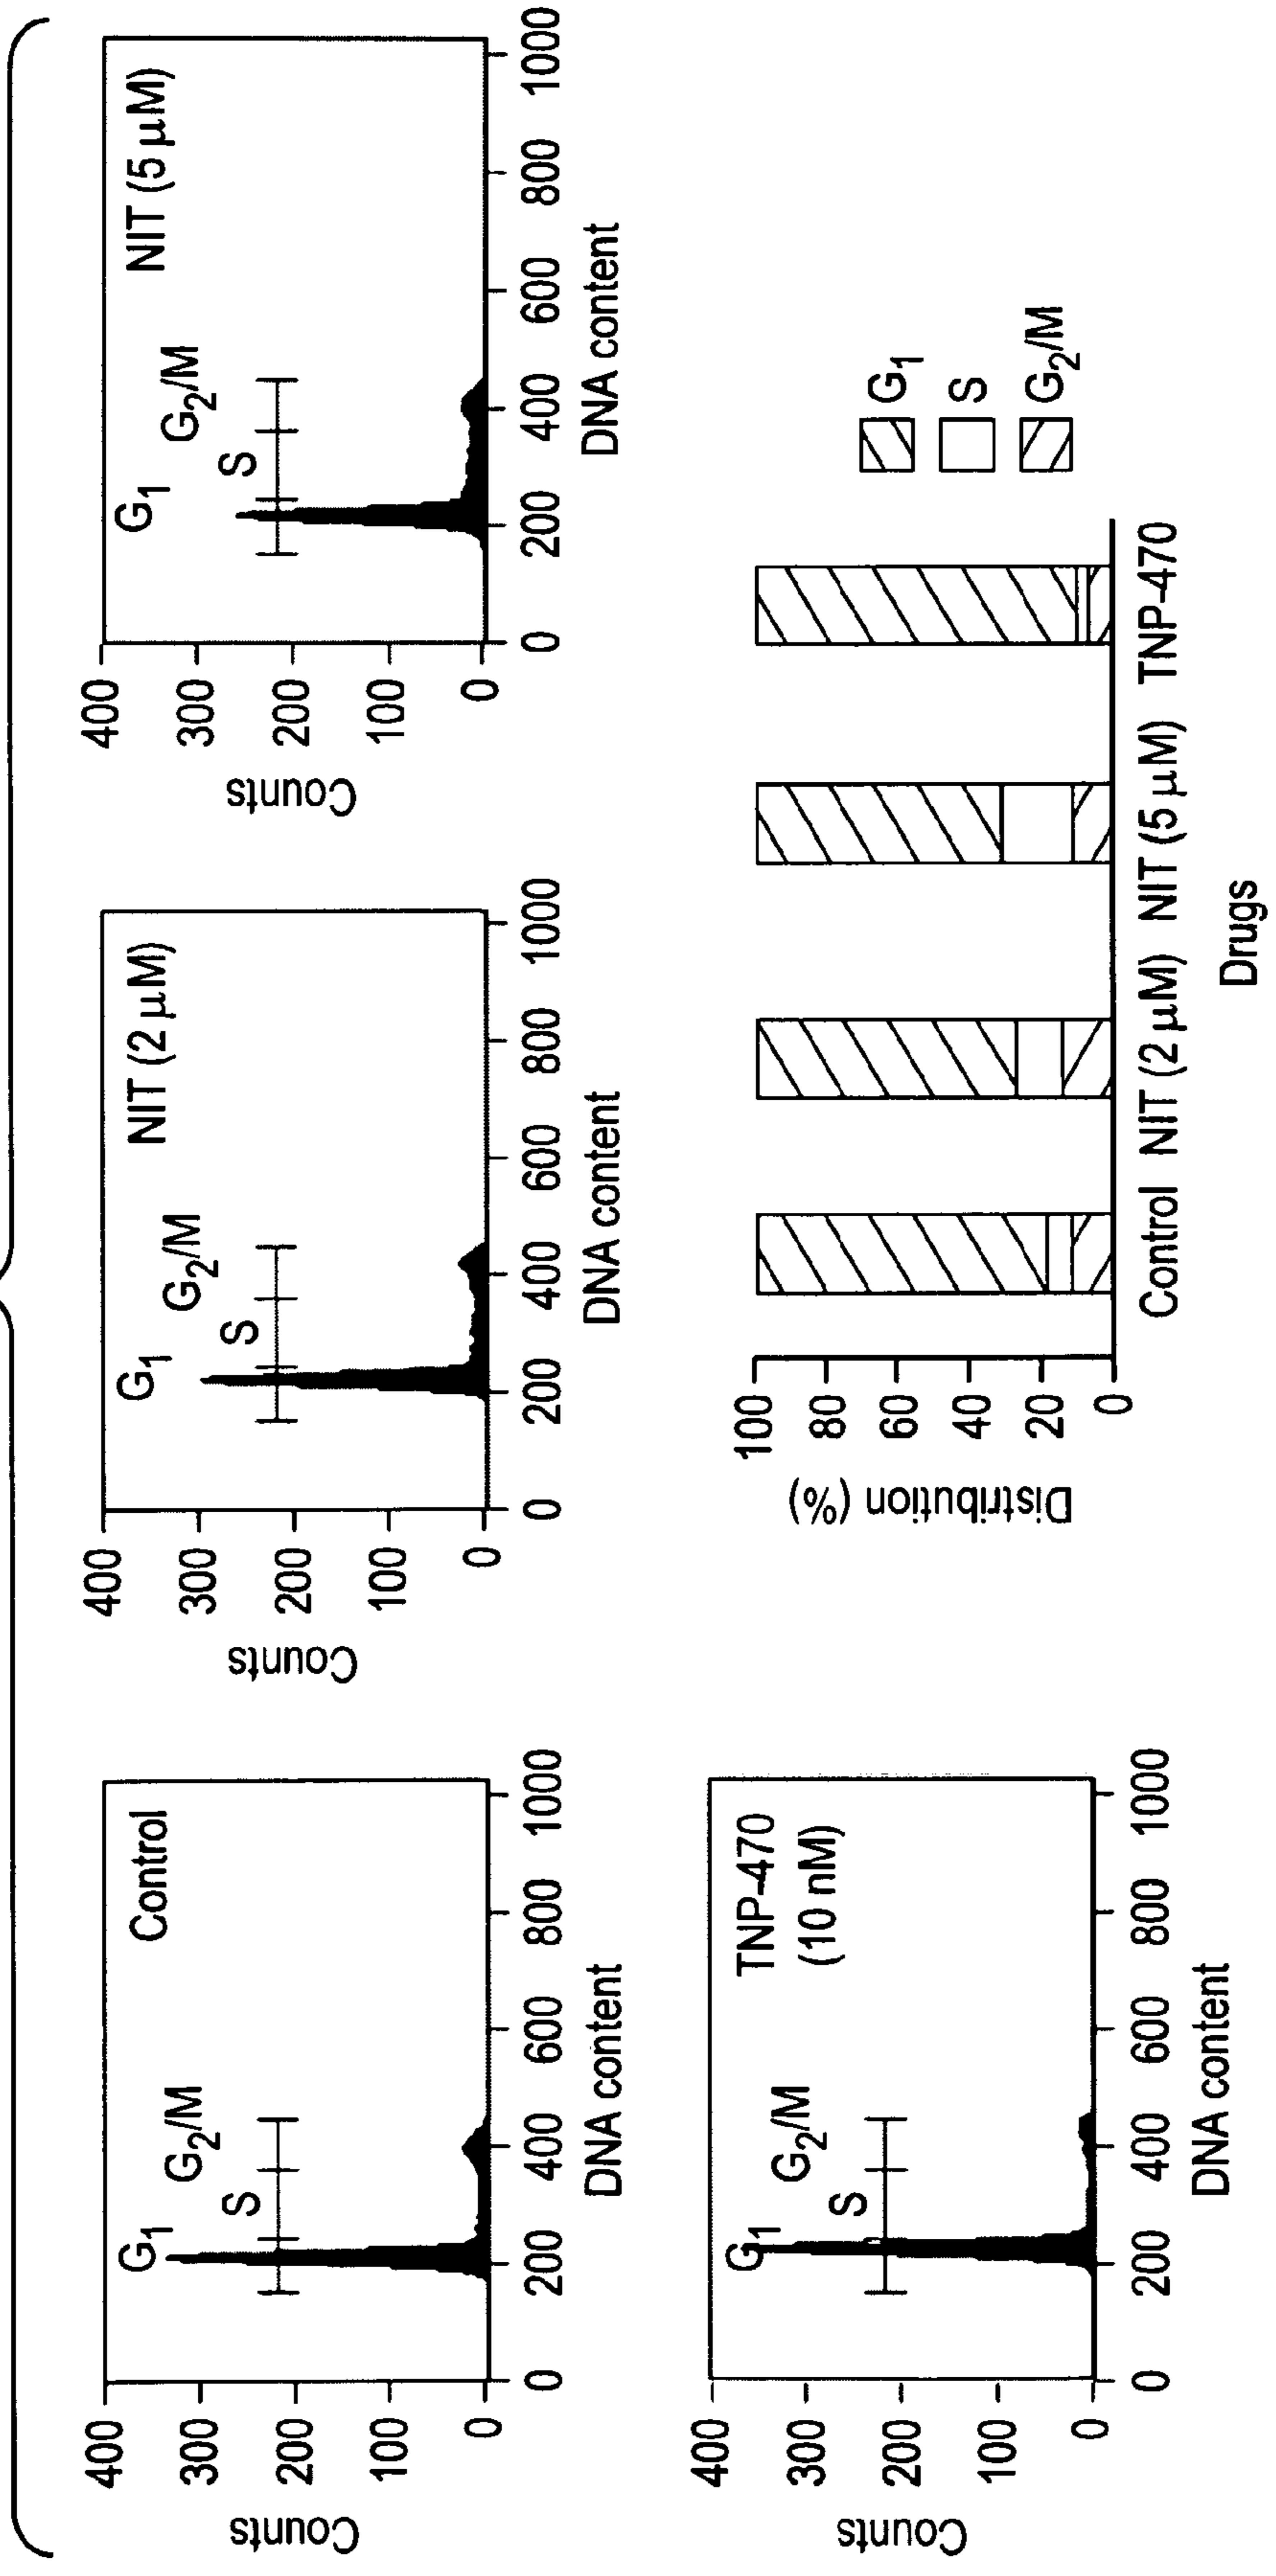 Control
G1
S
G2/M
Counts
400
300
200
100
0
0 200 400 600 800 1000
DNA content
NIT (2 µM)
G1
S
G2/M
Counts
400
300
200
100
0
0 200 400 600 800 1000
DNA content
NIT (5 µM)
G1
S
G2/M
Counts
400
300
200
100
0
0 200 400 600 800 1000
DNA content
TNP-470
(10 nM)
G1
S
G2/M
Counts
400
300
200
100
0
0 200 400 600 800 1000
DNA content
Distribution (%)
100
80
60
40
20
0
Control NIT (2 µM) NIT (5 µM) TNP-470
Drugs
G1
S
G2/M